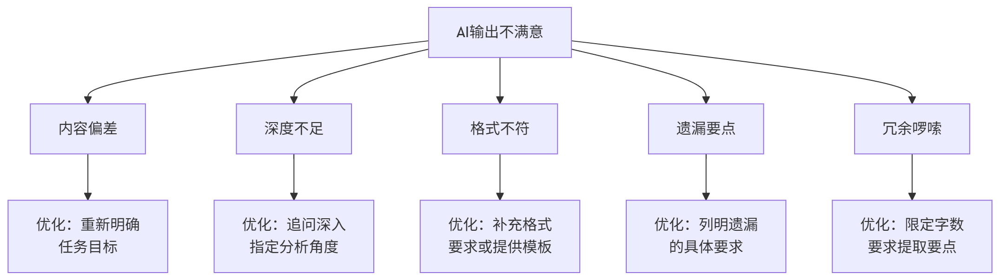 AI输出不满意
内容偏差
深度不足
格式不符
遗漏要点
冗余啰嗦
优化：重新明确
任务目标
优化：追问深入
指定分析角度
优化：补充格式
要求或提供模板
优化：列明遗漏
的具体要求
优化：限定字数
要求提取要点